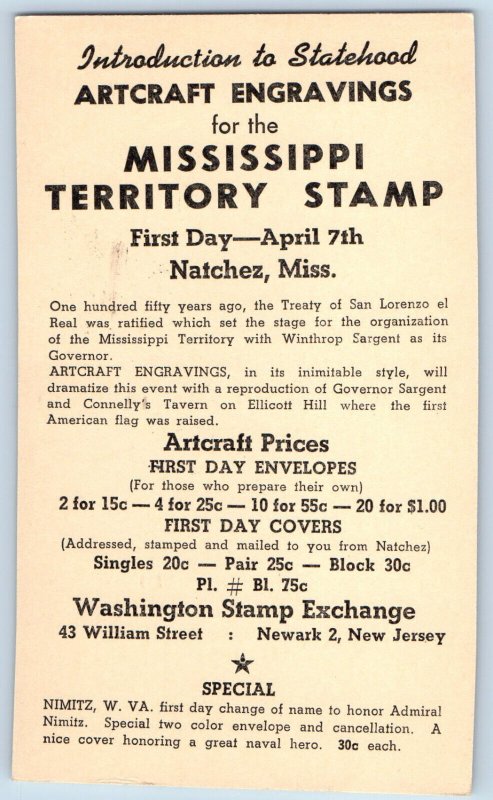 Introduction to Statehood
ARTCRAFT ENGRAVINGS
for the
MISSISSIPPI
TERRITORY STAMP
First Day—April 7th
Natchez, Miss.
One hundred fifty years ago, the Treaty of San Lorenzo el
Real was ratified which set the stage for the organization
of the Mississippi Territory with Winthrop Sargent as its
Governor.
ARTCRAFT ENGRAVINGS, in its inimitable style, will
dramatize this event with a reproduction of Governor Sargent
and Connelly's Tavern on Ellicott Hill where the first
American flag was raised.
Artcraft Prices
FIRST DAY ENVELOPES
(For those who prepare their own)
2 for 15c — 4 for 25c — 10 for 55c — 20 for $1.00
FIRST DAY COVERS
(Addressed, stamped and mailed to you from Natchez)
Singles 20c — Pair 25c — Block 30c
Pl. # Bl. 75c
Washington Stamp Exchange
43 William Street : Newark 2, New Jersey
SPECIAL
NIMITZ, W. VA. first day change of name to honor Admiral
Nimitz. Special two color envelope and cancellation. A
nice cover honoring a great naval hero. 30c each.